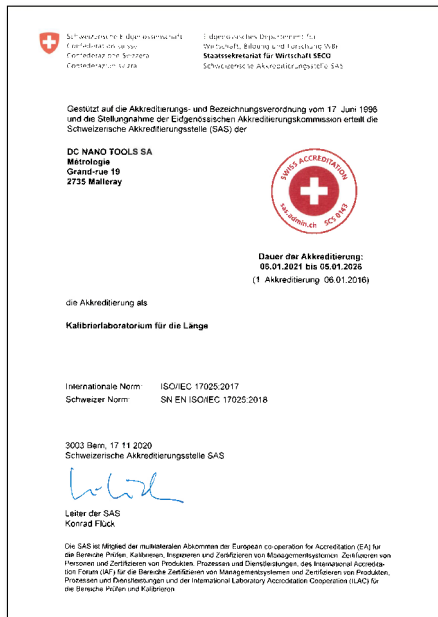 Schweizerische Eidgenossenschaft
Confédération suisse
Confederazione Svizzera
Confederaziun svizra
Eidgenössisches Departement für
Wirtschaft, Bildung und Forschung WBF
Staatssekretariat für Wirtschaft SECO
Schweizerische Akkreditierungsstelle SAS
Gestützt auf die Akkreditierungs- und Bezeichnungsverordnung vom 17. Juni 1996
und die Stellungnahme der Eidgenössischen Akkreditierungskommission erteilt die
Schweizerische Akkreditierungsstelle (SAS) der
DC NANO TOOLS SA
Métrologie
Grand-rue 19
2735 Malleray
SWISS ACCREDITATION
sas.admin.ch SCS 0143
Dauer der Akkreditierung:
06.01.2021 bis 05.01.2026
(1. Akkreditierung 06.01.2016)
die Akkreditierung als
Kalibrierlaboratorium für die Länge
Internationale Norm: ISO/IEC 17025:2017
Schweizer Norm: SN EN ISO/IEC 17025:2018
3003 Bern, 17.11.2020
Schweizerische Akkreditierungsstelle SAS
Leiter der SAS
Konrad Flück
Die SAS ist Mitglied der multilateralen Abkommen der European co-operation for Accreditation (EA) für
die Bereiche Prüfen, Kalibrieren, Inspizieren und Zertifizieren von Managementsystemen, Zertifizieren von
Personen und Zertifizieren von Produkten, Prozessen und Dienstleistungen, des International Accredita-
tion Forum (IAF) für die Bereiche Zertifizieren von Managementsystemen und Zertifizieren von Produkten,
Prozessen und Dienstleistungen und der International Laboratory Accreditation Cooperation (ILAC) für
die Bereiche Prüfen und Kalibrieren